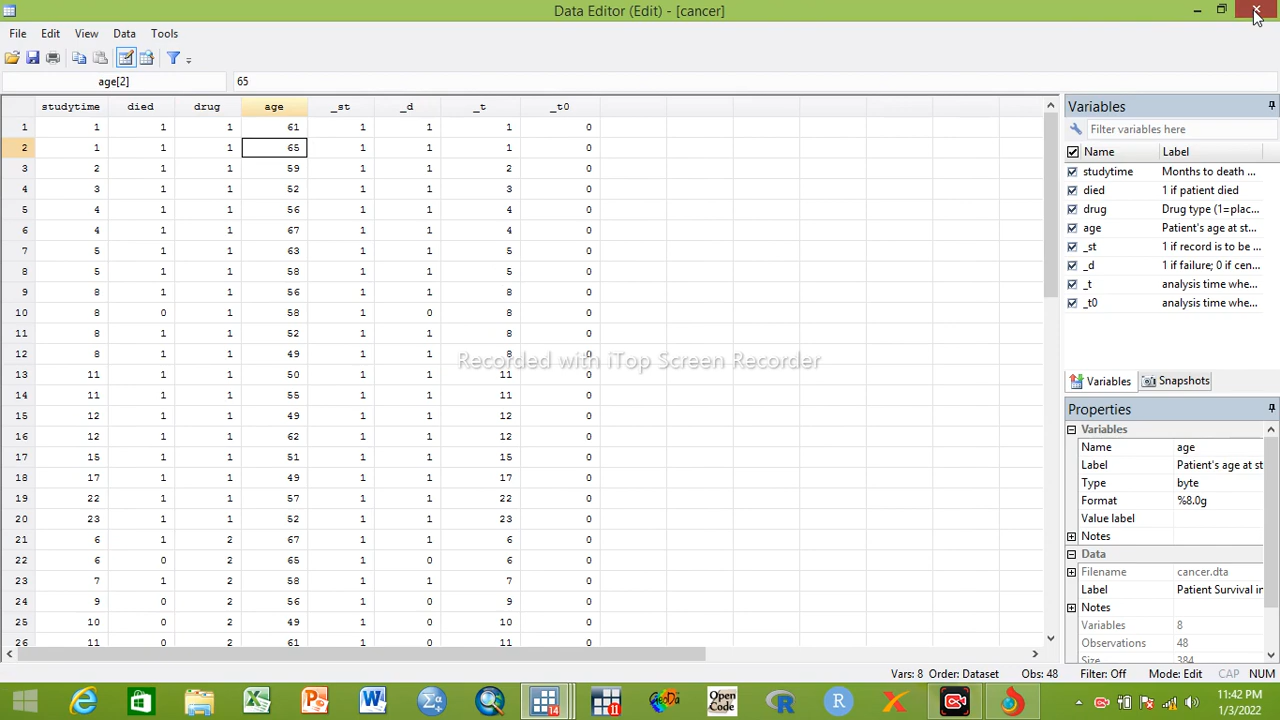 Data Editor (Edit) - [cancer]
File Edit View Data Tools
age[2] 65
studytime died drug age _st _d _t _t0
1 1 1 1 61 1 1 1 0
2 1 1 1 65 1 1 1 0
3 2 1 1 59 1 1 2 0
4 3 1 1 52 1 1 3 0
5 4 1 1 56 1 1 4 0
6 4 1 1 67 1 1 4 0
7 5 1 1 63 1 1 5 0
8 5 1 1 58 1 1 5 0
9 8 1 1 56 1 1 8 0
10 8 0 1 58 1 0 8 0
11 8 1 1 52 1 1 8 0
12 8 1 1 49 1 1 8 0
13 11 1 1 50 1 1 11 0
14 11 1 1 55 1 1 11 0
15 12 1 1 49 1 1 12 0
16 12 1 1 62 1 1 12 0
17 15 1 1 51 1 1 15 0
18 17 1 1 49 1 1 17 0
19 22 1 1 57 1 1 22 0
20 23 1 1 52 1 1 23 0
21 6 1 2 67 1 1 6 0
22 6 0 2 65 1 0 6 0
23 7 1 2 58 1 1 7 0
24 9 0 2 56 1 0 9 0
25 10 0 2 49 1 0 10 0
26 11 0 2 61 1 0 11 0
Recorded with iTop Screen Recorder
Variables
Filter variables here
Name Label
studytime Months to death ...
died 1 if patient died
drug Drug type (1=plac...
age Patient's age at st...
_st 1 if record is to be ...
_d 1 if failure; 0 if cen...
_t analysis time whe...
_t0 analysis time whe...
Variables Snapshots
Properties
Variables
Name age
Label Patient's age at st
Type byte
Format %8.0g
Value label
Notes
Data
Filename cancer.dta
Label Patient Survival in
Notes
Variables 8
Observations 48
Size 384
Vars: 8 Order: Dataset Obs: 48 Filter: Off Mode: Edit CAP NUM
14 11 GeoDa Open Code R R
11:42 PM
1/3/2022